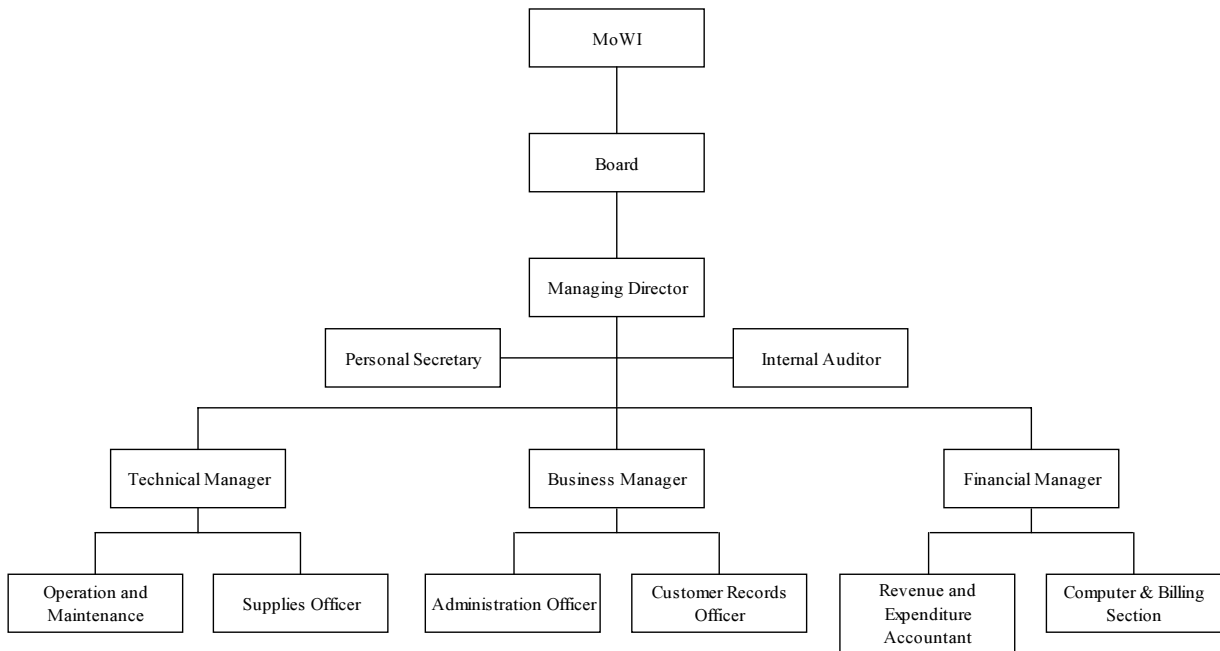 MoWI
Board
Managing Director
Personal Secretary
Internal Auditor
Technical Manager
Business Manager
Financial Manager
Operation and
Maintenance
Supplies Officer
Administration Officer
Customer Records
Officer
Revenue and
Expenditure
Accountant
Computer & Billing
Section